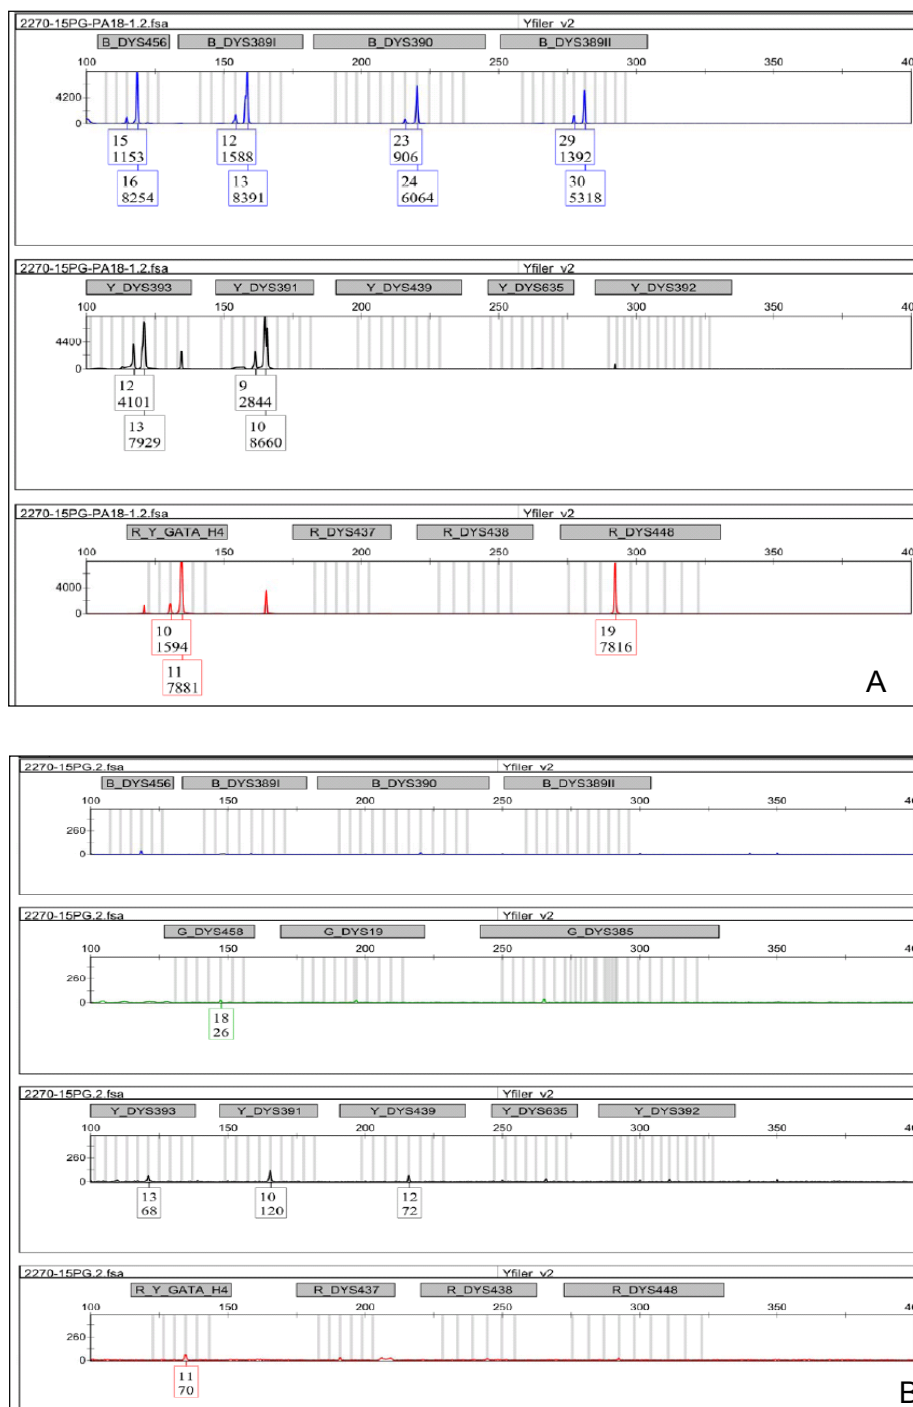 2270-15PG-PA18-1.2.fsa Yfiler_v2
B_DYS456 B_DYS389I B_DYS390 B_DYS389II
100 150 200 250 300 350 40
4200
0
15 12 23 29
1153 1588 906 1392
16 13 24 30
8254 8391 6064 5318
2270-15PG-PA18-1.2.fsa Yfiler_v2
Y_DYS393 Y_DYS391 Y_DYS439 Y_DYS635 Y_DYS392
100 150 200 250 300 350 40
4400
0
12 9
4101 2844
13 10
7929 8660
2270-15PG-PA18-1.2.fsa Yfiler_v2
R_Y_GATA_H4 R_DYS437 R_DYS438 R_DYS448
100 150 200 250 300 350 40
4000
0
10 19
1594 7816
11
7881
A
2270-15PG.2.fsa Yfiler_v2
B_DYS456 B_DYS389I B_DYS390 B_DYS389II
100 150 200 250 300 350 40
260
0
2270-15PG.2.fsa Yfiler_v2
G_DYS458 G_DYS19 G_DYS385
100 150 200 250 300 350 40
260
0
18
26
2270-15PG.2.fsa Yfiler_v2
Y_DYS393 Y_DYS391 Y_DYS439 Y_DYS635 Y_DYS392
100 150 200 250 300 350 40
260
0
13 10 12
68 120 72
2270-15PG.2.fsa Yfiler_v2
R_Y_GATA_H4 R_DYS437 R_DYS438 R_DYS448
100 150 200 250 300 350 40
260
0
11
70
B